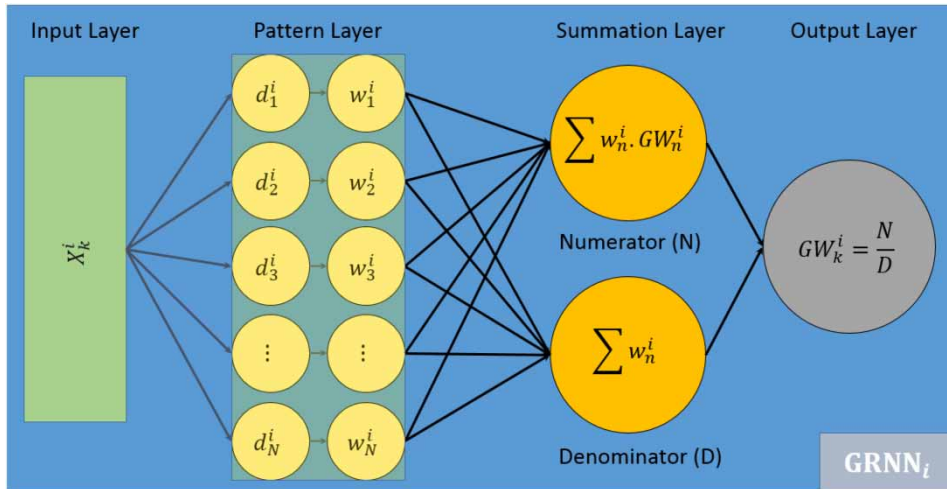 Input Layer
Pattern Layer
Summation Layer
Output Layer
X_k^i
d_1^i → w_1^i
d_2^i → w_2^i
d_3^i → w_3^i
⋮ → ⋮
d_N^i → w_N^i
∑ w_n^i . GW_n^i
Numerator (N)
∑ w_n^i
Denominator (D)
GW_k^i = N/D
GRNN_i